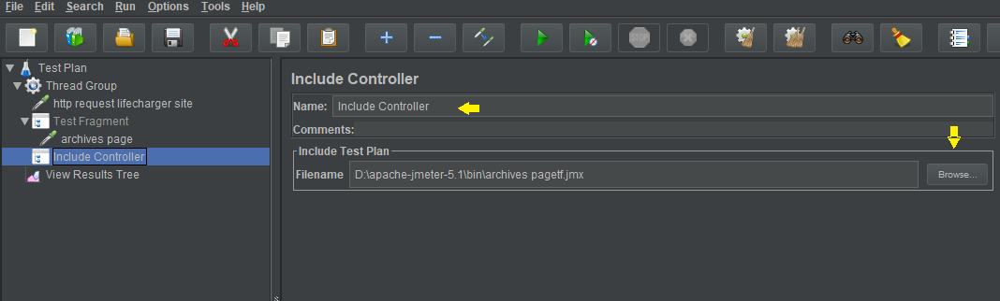 File Edit Search Run Options Tools Help
STOP
Test Plan
Thread Group
http request lifecharger site
Test Fragment
archives page
Include Controller
View Results Tree
Include Controller
Name: Include Controller
Comments:
Include Test Plan
Filename D:\apache-jmeter-5.1\bin\archives pagetf.jmx Browse...